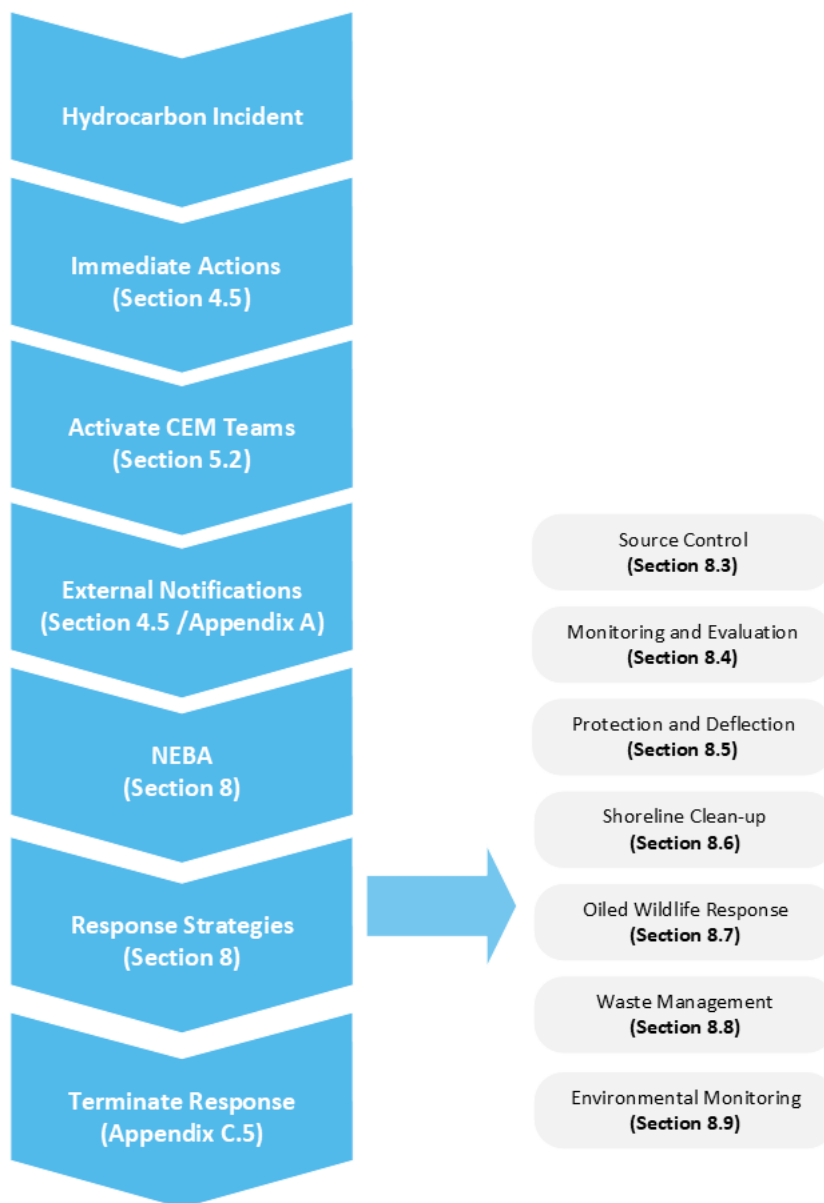 Hydrocarbon Incident
Immediate Actions
(Section 4.5)
Activate CEM Teams
(Section 5.2)
External Notifications
(Section 4.5 /Appendix A)
NEBA
(Section 8)
Response Strategies
(Section 8)
Terminate Response
(Appendix C.5)
Source Control
(Section 8.3)
Monitoring and Evaluation
(Section 8.4)
Protection and Deflection
(Section 8.5)
Shoreline Clean-up
(Section 8.6)
Oiled Wildlife Response
(Section 8.7)
Waste Management
(Section 8.8)
Environmental Monitoring
(Section 8.9)